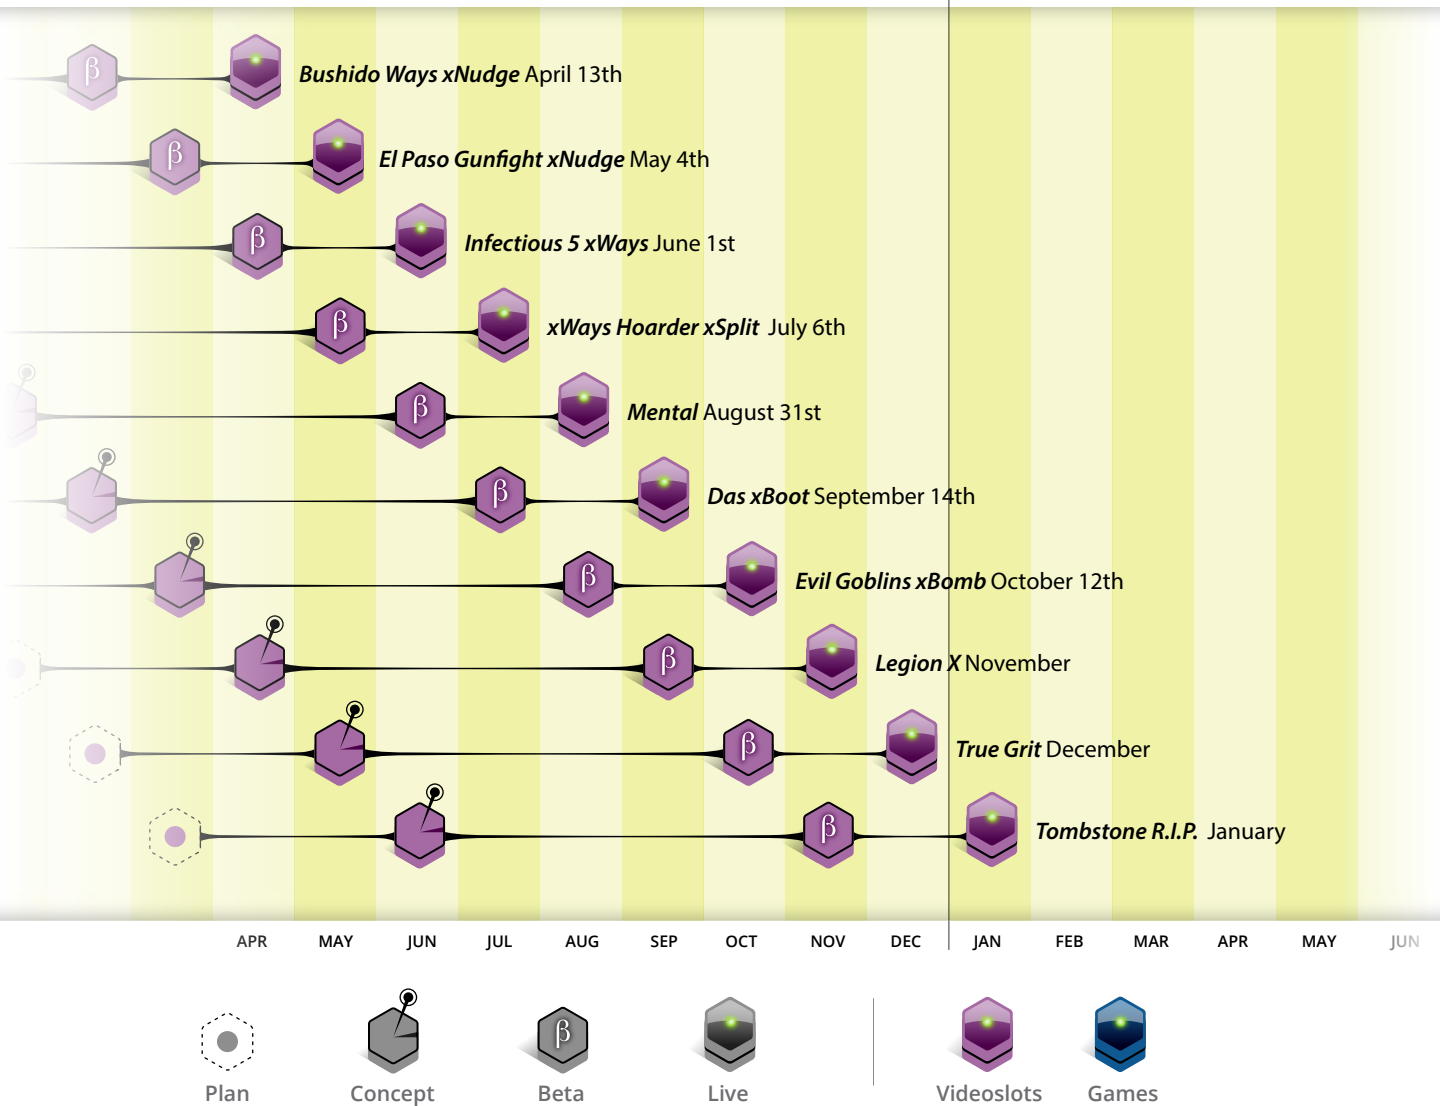 β
Bushido Ways xNudge April 13th
β
El Paso Gunfight xNudge May 4th
β
Infectious 5 xWays June 1st
β
xWays Hoarder xSplit July 6th
β
Mental August 31st
β
Das xBoot September 14th
β
Evil Goblins xBomb October 12th
β
Legion X November
β
True Grit December
β
Tombstone R.I.P. January
APR MAY JUN JUL AUG SEP OCT NOV DEC JAN FEB MAR APR MAY JUN
β
Plan Concept Beta Live Videoslots Games